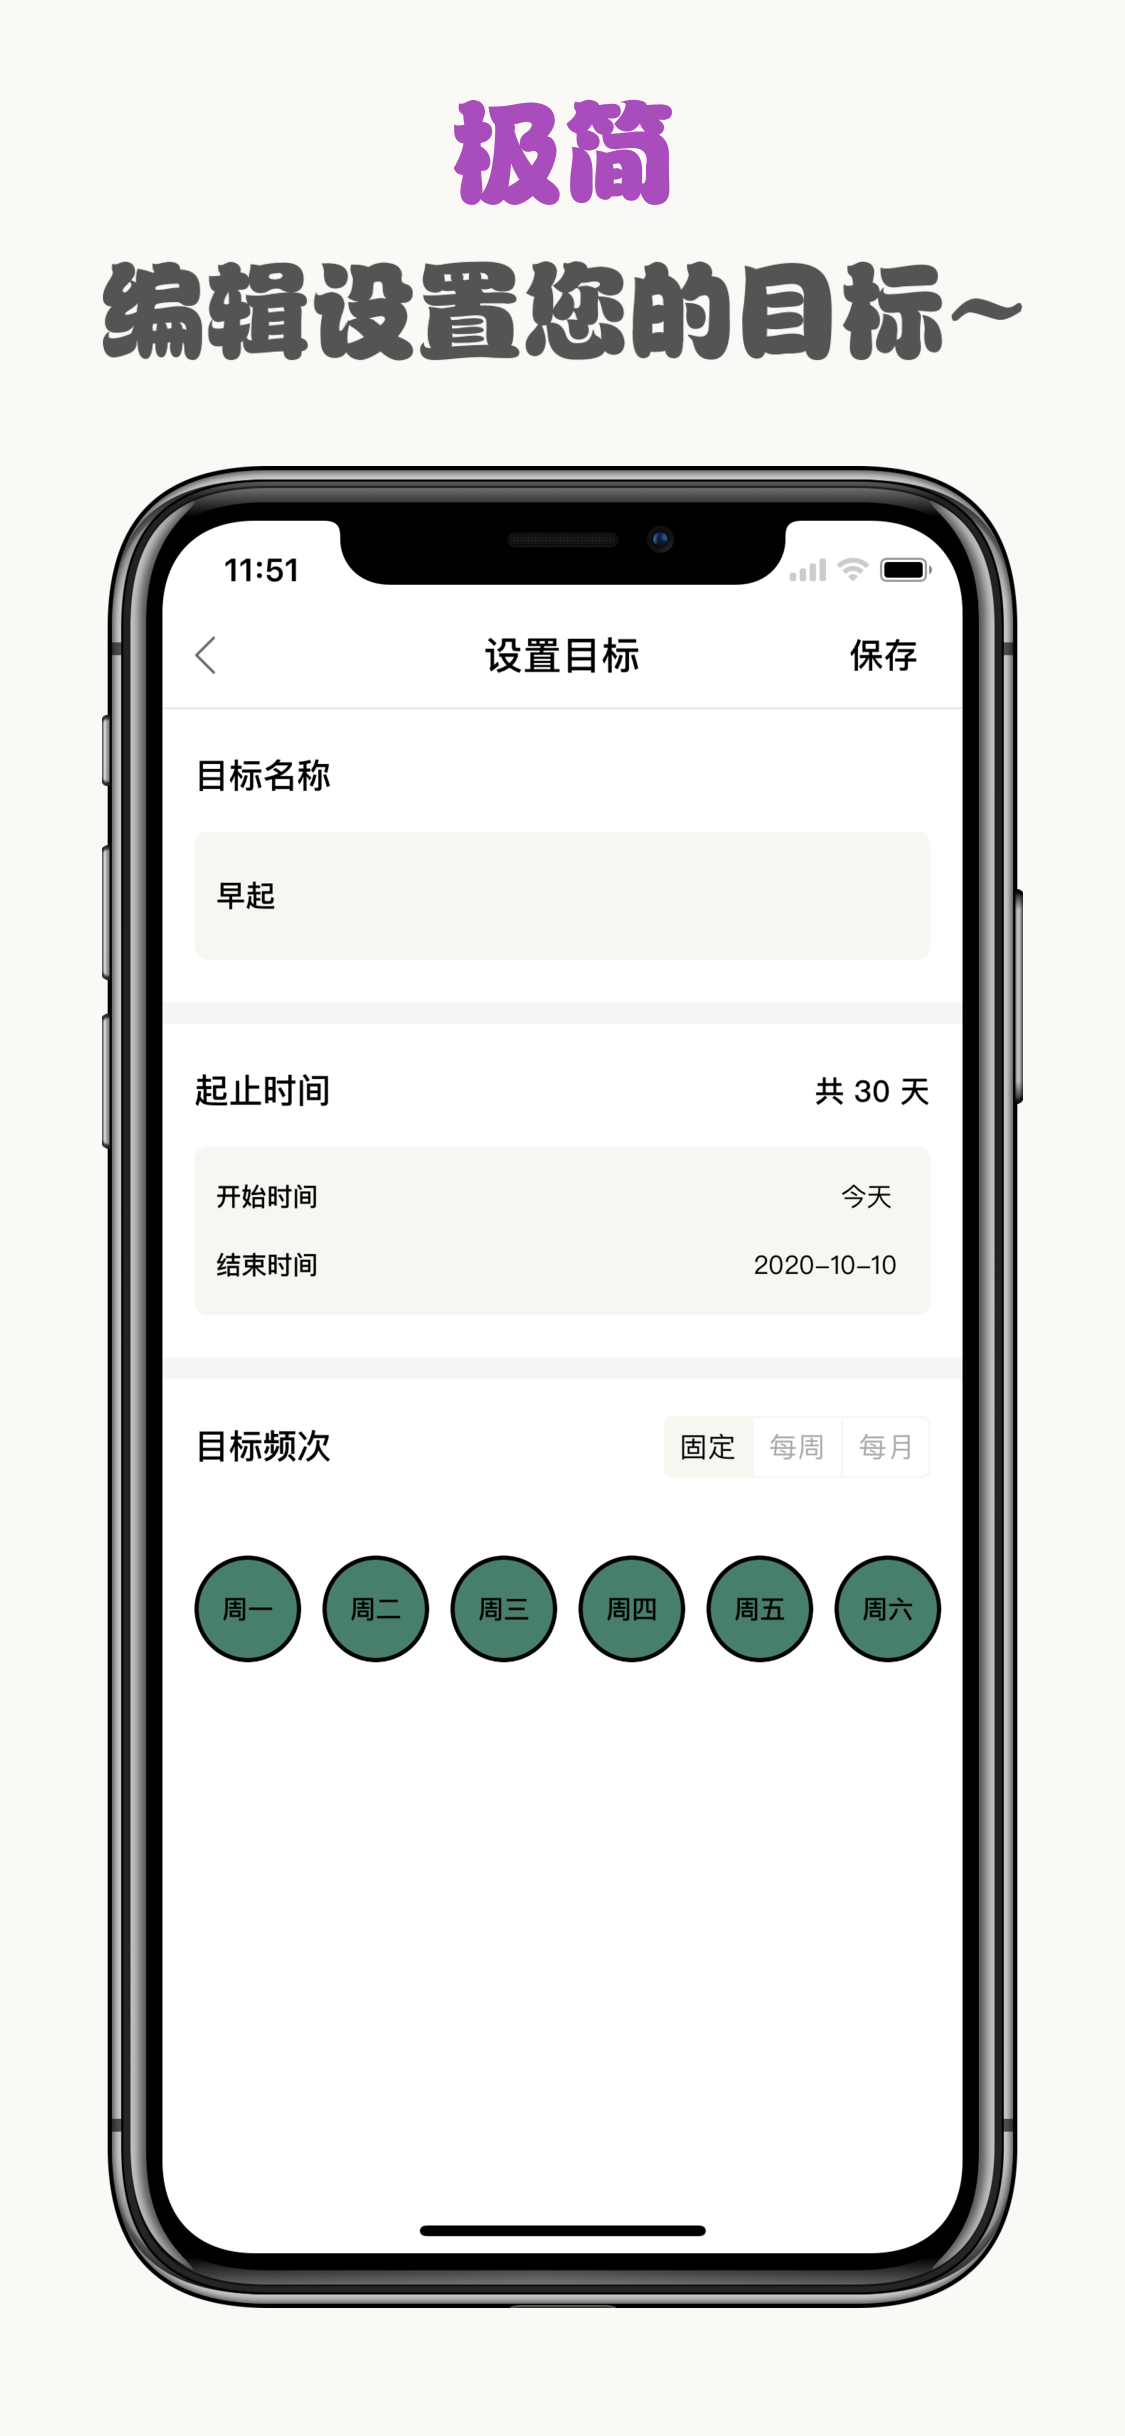 极简
编辑设置您的目标~
11:51
设置目标 保存
目标名称
早起
起止时间 共 30 天
开始时间 今天
结束时间 2020-10-10
目标频次 固定 每周 每月
周一 周二 周三 周四 周五 周六